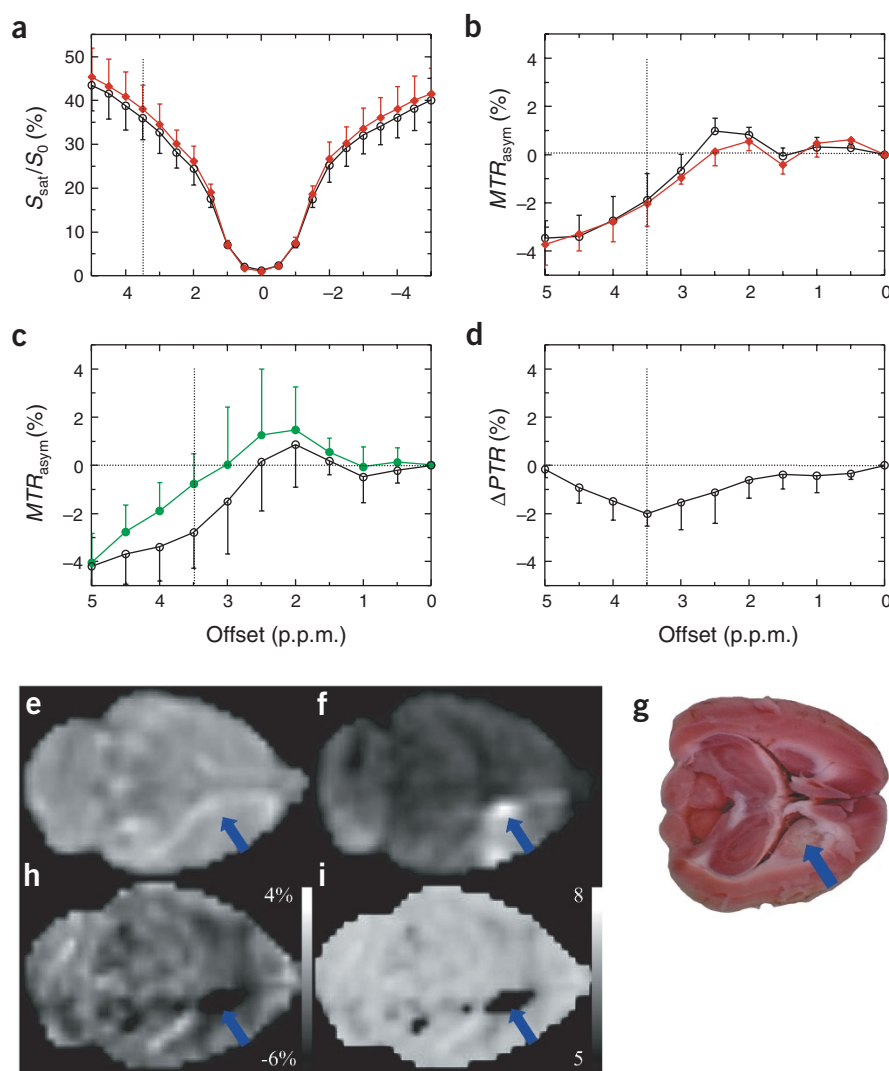 a
S_sat/S_0 (%)
50
40
30
20
10
0
4 2 0 –2 –4
b
MTR_asym (%)
4
2
0
–2
–4
5 4 3 2 1 0
c
MTR_asym (%)
4
2
0
–2
–4
5 4 3 2 1 0
Offset (p.p.m.)
d
ΔPTR (%)
4
2
0
–2
–4
5 4 3 2 1 0
Offset (p.p.m.)
e
f
g
h
4%
-6%
i
8
5